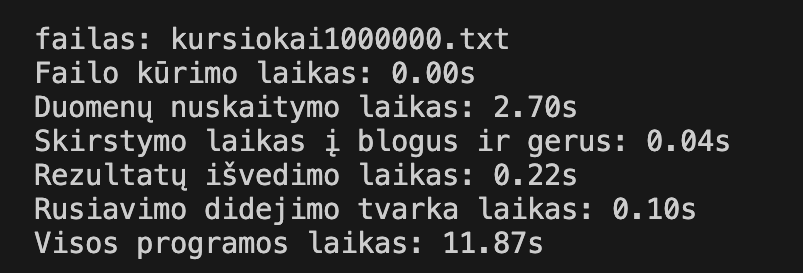 failas: kursiokai1000000.txt
Failo kūrimo laikas: 0.00s
Duomenų nuskaitymo laikas: 2.70s
Skirstymo laikas į blogus ir gerus: 0.04s
Rezultatų išvedimo laikas: 0.22s
Rusiavimo didejimo tvarka laikas: 0.10s
Visos programos laikas: 11.87s